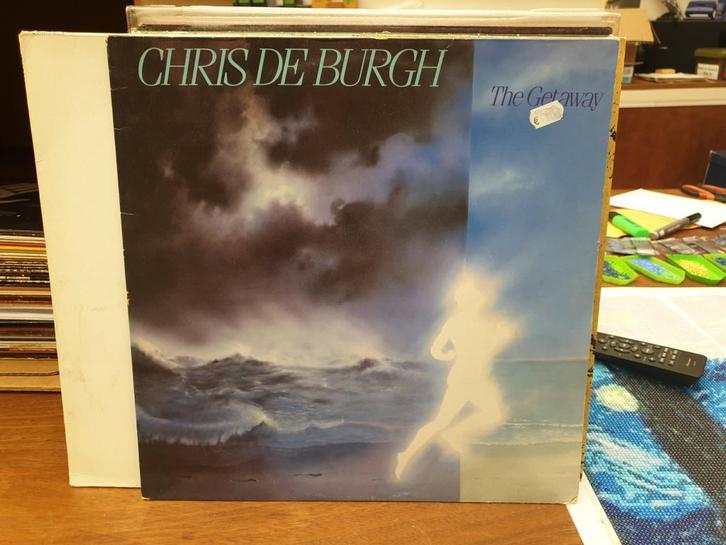 CHRIS DE BURGH
The Getaway
€